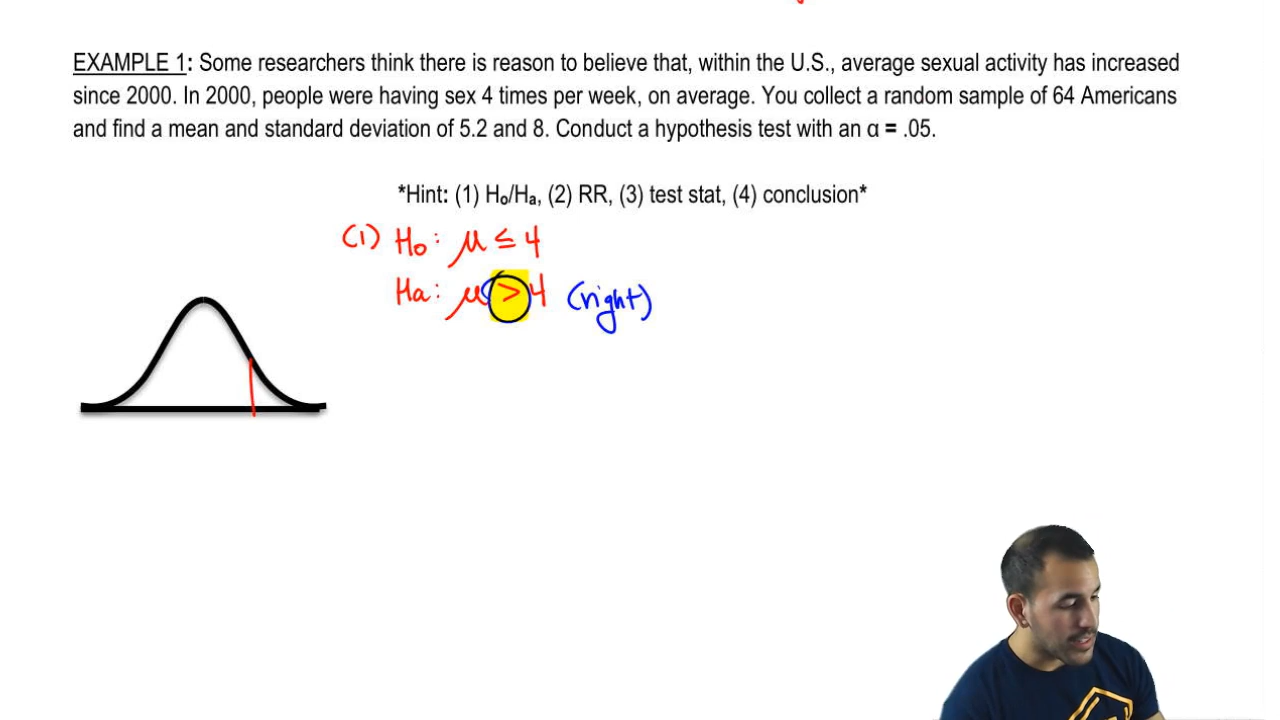 EXAMPLE 1: Some researchers think there is reason to believe that, within the U.S., average sexual activity has increased
since 2000. In 2000, people were having sex 4 times per week, on average. You collect a random sample of 64 Americans
and find a mean and standard deviation of 5.2 and 8. Conduct a hypothesis test with an α = .05.
*Hint: (1) Hₒ/Hₐ, (2) RR, (3) test stat, (4) conclusion*
(1) Ho: μ ≤ 4
Ha: μ > 4 (right)